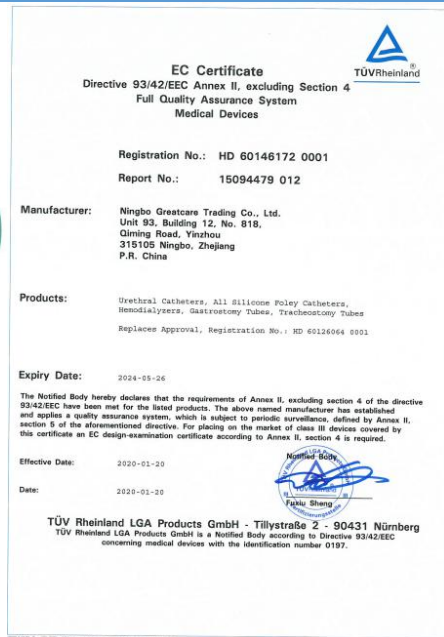 TÜVRheinland®
EC Certificate
Directive 93/42/EEC Annex II, excluding Section 4
Full Quality Assurance System
Medical Devices
Registration No.: HD 60146172 0001
Report No.: 15094479 012
Manufacturer: Ningbo Greatcare Trading Co., Ltd.
Unit 93, Building 12, No. 818,
Qiming Road, Yinzhou
315105 Ningbo, Zhejiang
P.R. China
Products: Urethral Catheters, All Silicone Foley Catheters,
Hemodialyzers, Gastrostomy Tubes, Tracheostomy Tubes
Replaces Approval, Registration No.: HD 60126064 0001
Expiry Date: 2024-05-26
The Notified Body hereby declares that the requirements of Annex II, excluding section 4 of the directive
93/42/EEC have been met for the listed products. The above named manufacturer has established
and applies a quality assurance system, which is subject to periodic surveillance, defined by Annex II,
section 5 of the aforementioned directive. For placing on the market of class III devices covered by
this certificate an EC design-examination certificate according to Annex II, section 4 is required.
Effective Date: 2020-01-20
Notified Body
Date: 2020-01-20
Fuxiu Sheng
TÜV Rheinland LGA Products GmbH - Tillystraße 2 - 90431 Nürnberg
TÜV Rheinland LGA Products GmbH is a Notified Body according to Directive 93/42/EEC
concerning medical devices with the identification number 0197.